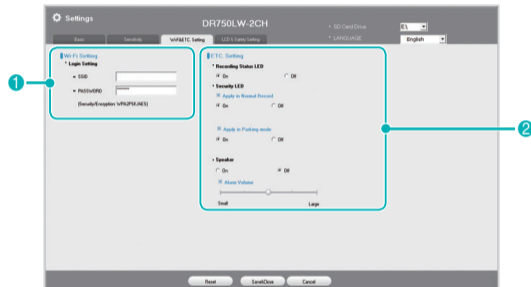 Settings
DR750LW-2CH
SD Card Drive
E:\
LANGUAGE
English
Basic
Sensitivity
Wi-Fi&ETC. Setting
LCD & Safety Setting
Wi-Fi Setting
Login Setting
SSID
PASSWORD
(Security/Encryption: WPA2PSK/AES)
ETC. Setting
Recording Status LED
On Off
Security LED
Apply in Normal Record
On Off
Apply in Parking mode
On Off
Speaker
On Off
Alarm Volume
Small Large
1
2
Reset Save&Close Cancel